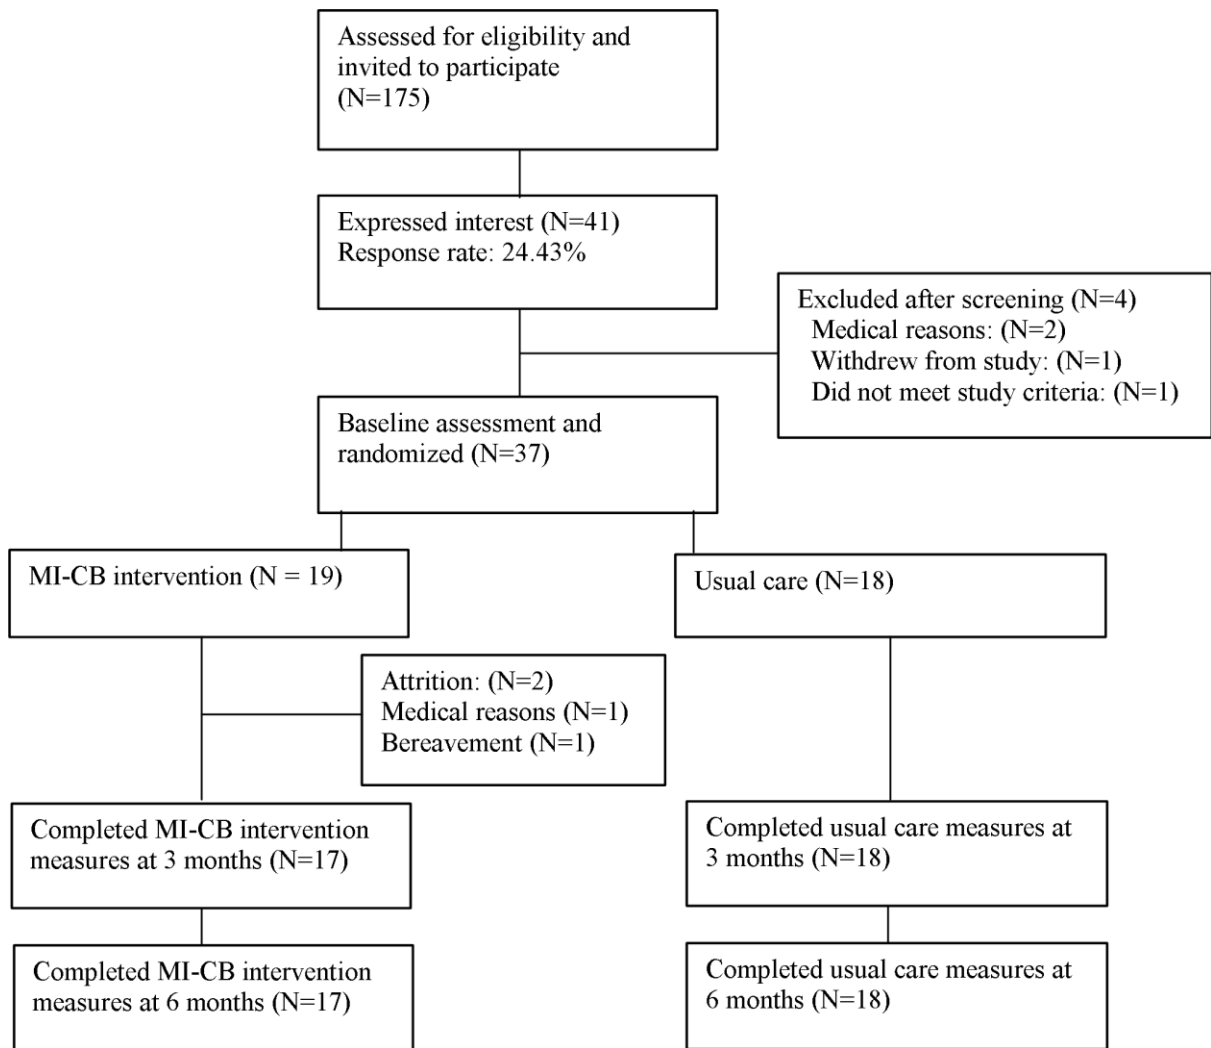 Assessed for eligibility and
invited to participate
(N=175)
Expressed interest (N=41)
Response rate: 24.43%
Excluded after screening (N=4)
Medical reasons: (N=2)
Withdrew from study: (N=1)
Did not meet study criteria: (N=1)
Baseline assessment and
randomized (N=37)
MI-CB intervention (N = 19)
Usual care (N=18)
Attrition: (N=2)
Medical reasons (N=1)
Bereavement (N=1)
Completed MI-CB intervention
measures at 3 months (N=17)
Completed usual care measures at
3 months (N=18)
Completed MI-CB intervention
measures at 6 months (N=17)
Completed usual care measures at
6 months (N=18)